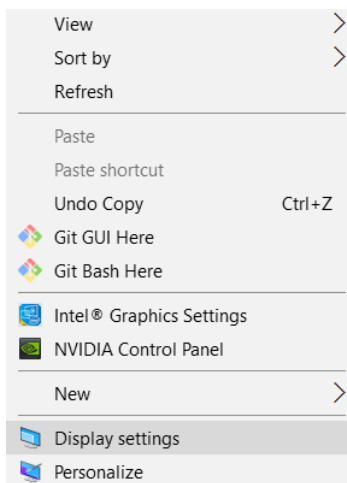 View
Sort by
Refresh
Paste
Paste shortcut
Undo Copy Ctrl+Z
Git GUI Here
Git Bash Here
Intel® Graphics Settings
NVIDIA Control Panel
New
Display settings
Personalize